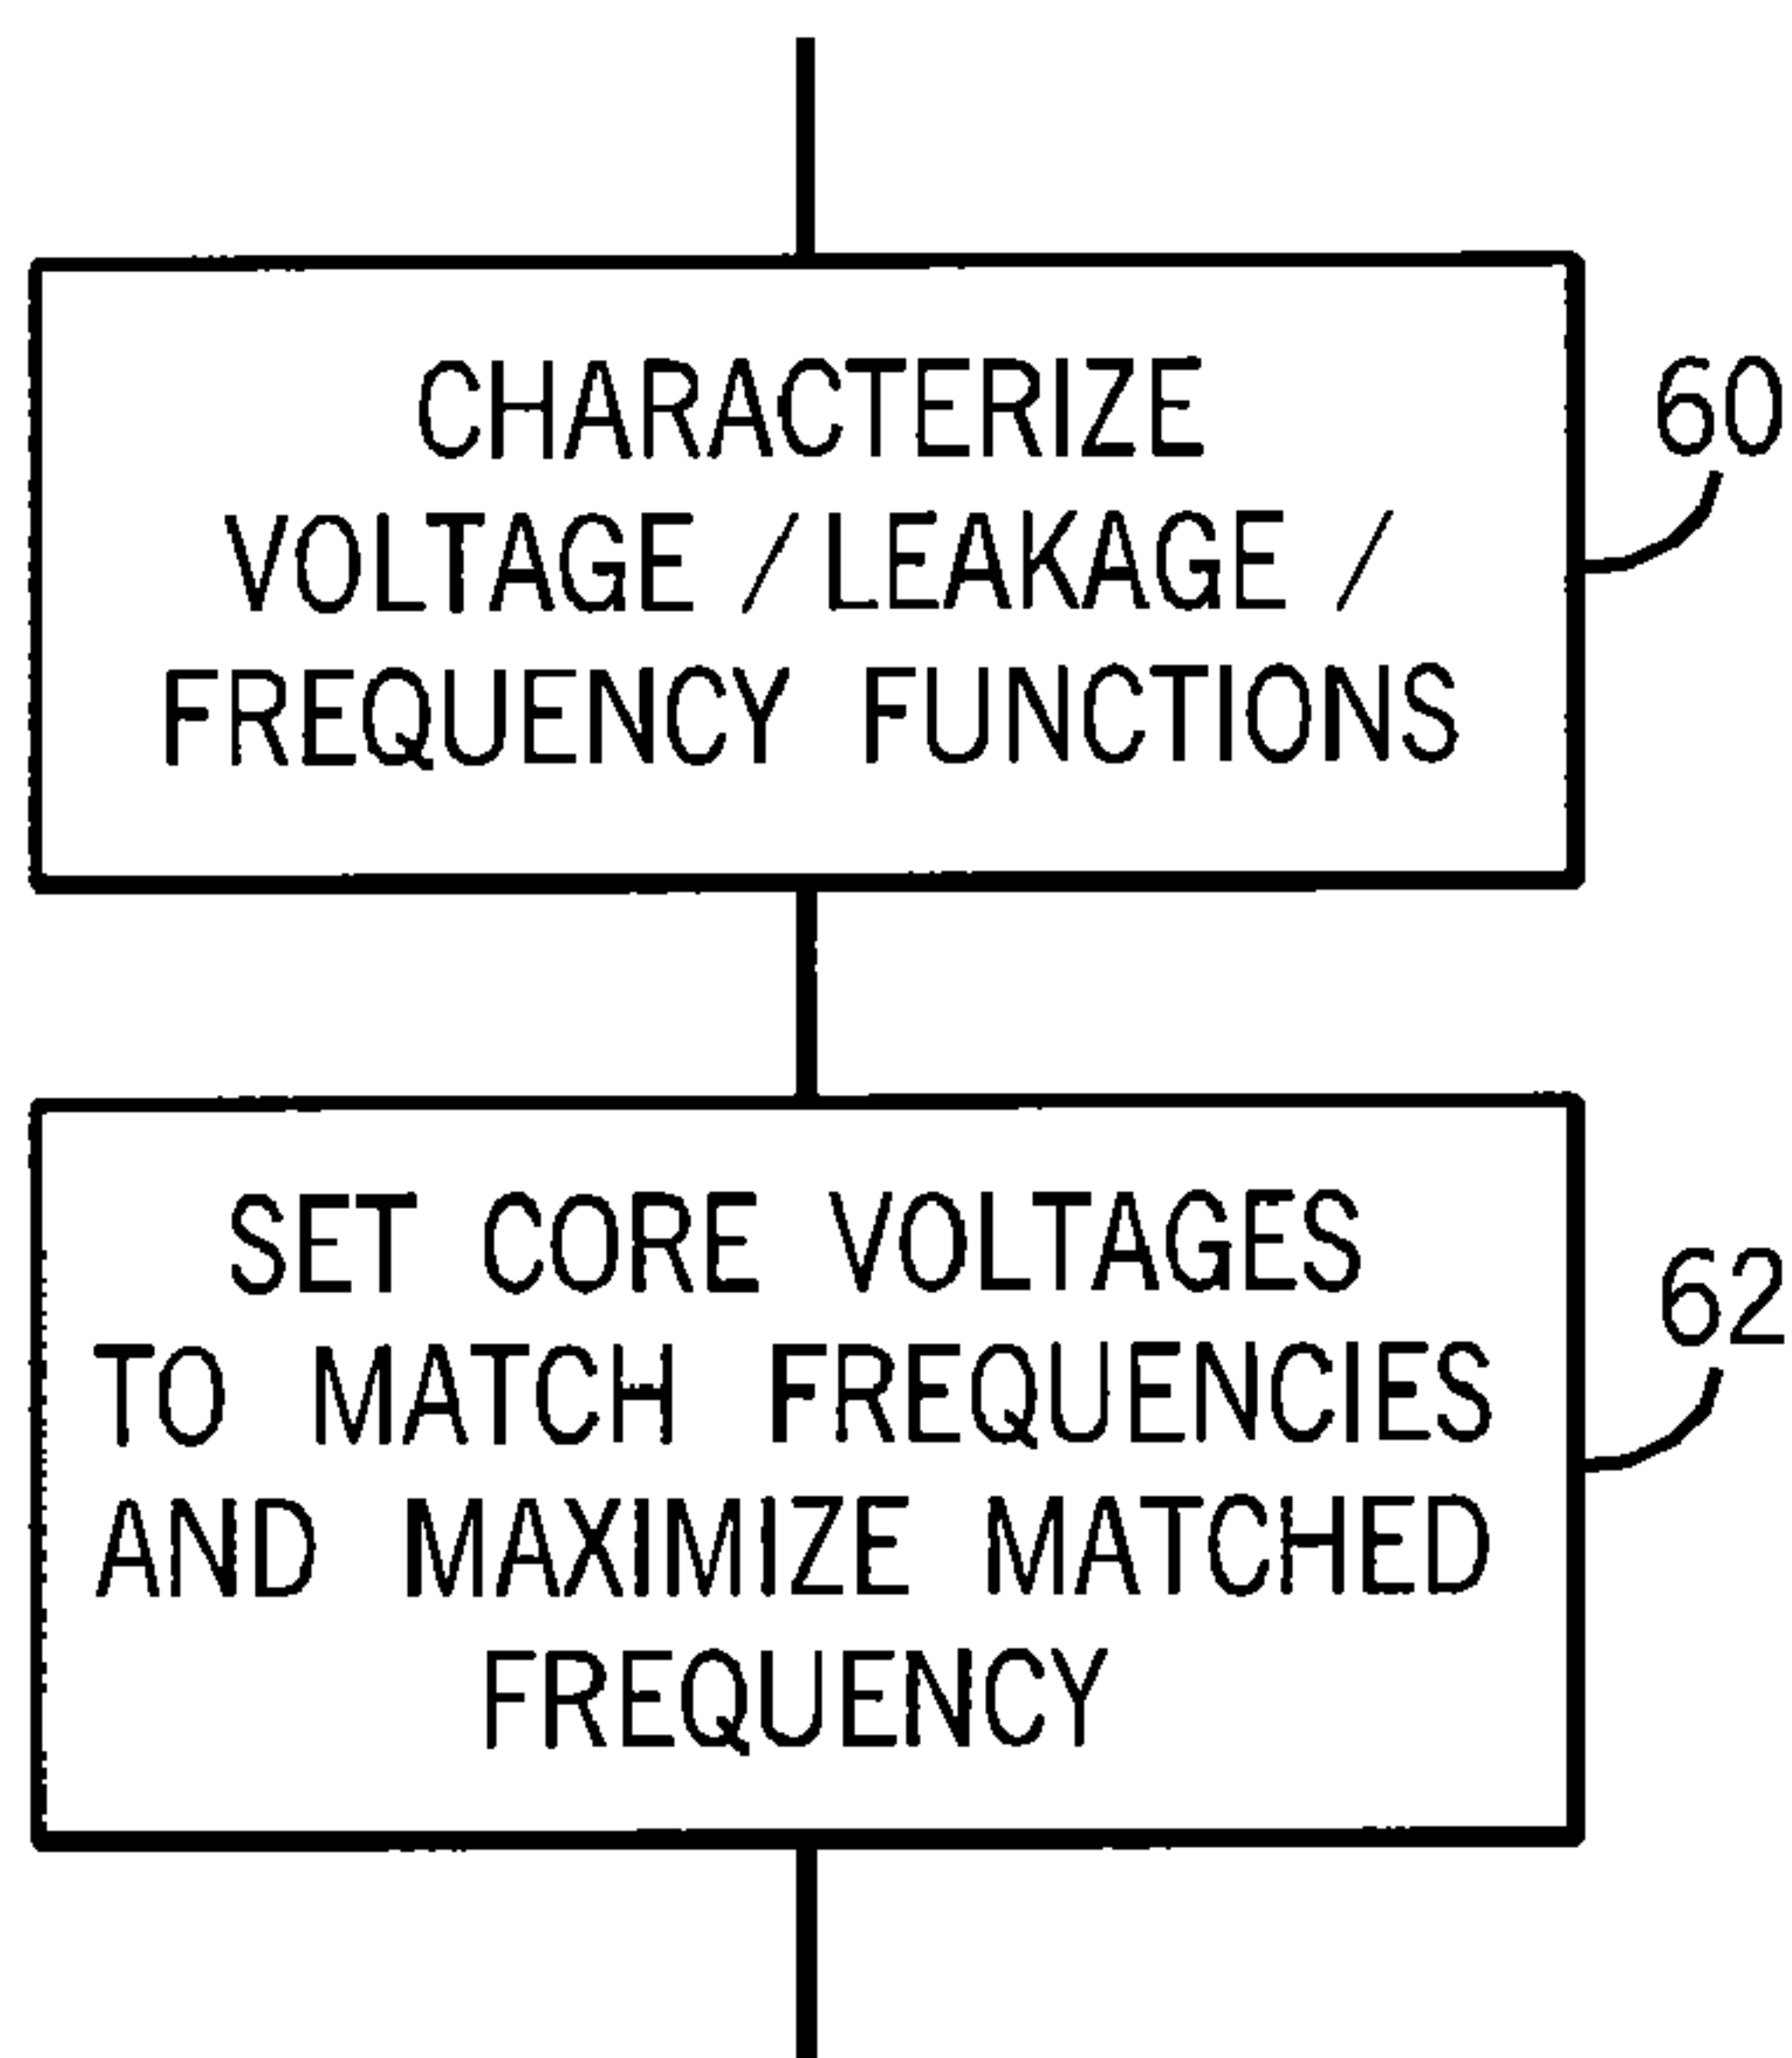 CHARACTERIZE
VOLTAGE / LEAKAGE /
FREQUENCY FUNCTIONS
60
SET CORE VOLTAGES
TO MATCH FREQUENCIES
AND MAXIMIZE MATCHED
FREQUENCY
62